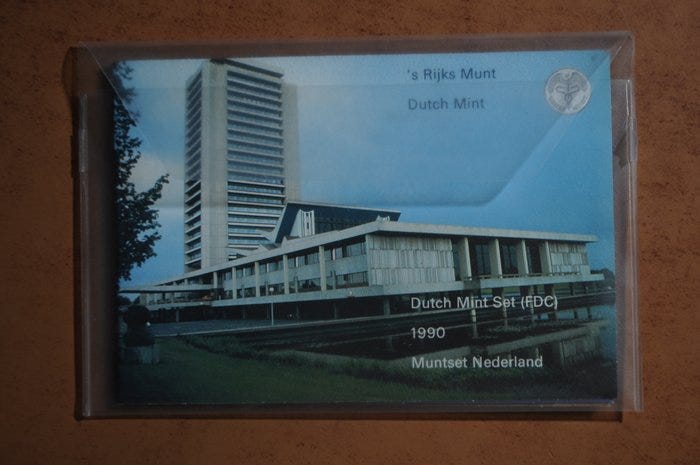 's Rijks Munt
Dutch Mint
Dutch Mint Set (FDC)
1990
Muntset Nederland